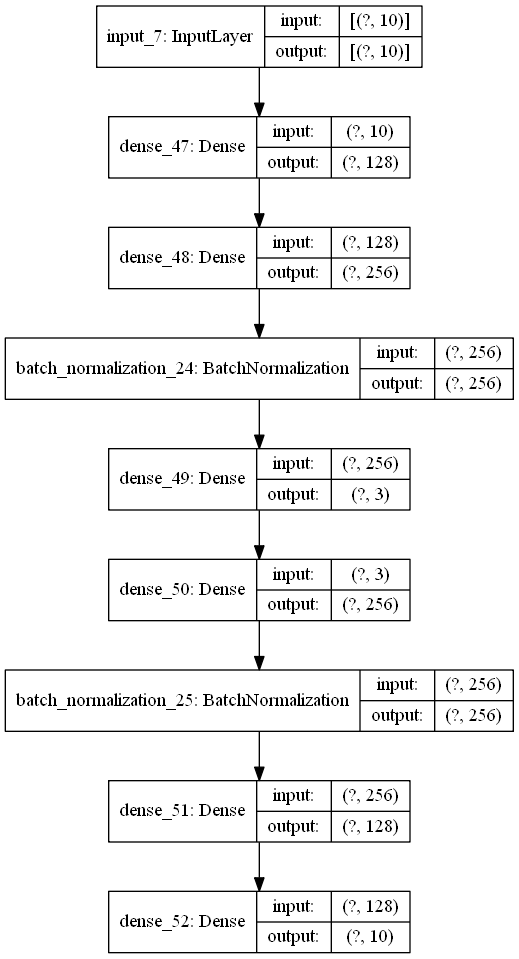 input_7: InputLayer
input: [(?, 10)]
output: [(?, 10)]
dense_47: Dense
input: (?, 10)
output: (?, 128)
dense_48: Dense
input: (?, 128)
output: (?, 256)
batch_normalization_24: BatchNormalization
input: (?, 256)
output: (?, 256)
dense_49: Dense
input: (?, 256)
output: (?, 3)
dense_50: Dense
input: (?, 3)
output: (?, 256)
batch_normalization_25: BatchNormalization
input: (?, 256)
output: (?, 256)
dense_51: Dense
input: (?, 256)
output: (?, 128)
dense_52: Dense
input: (?, 128)
output: (?, 10)